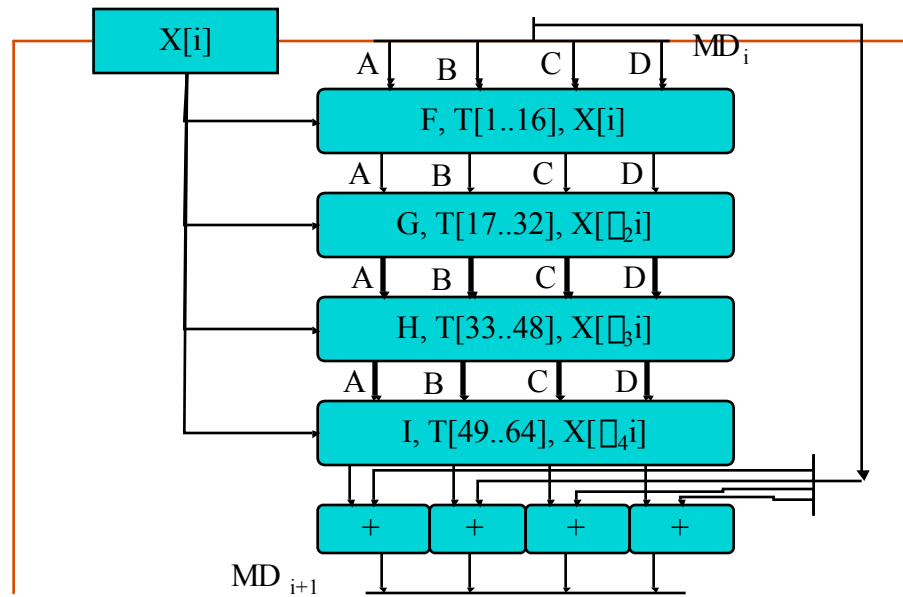 X[i]
MD i
A B C D
F, T[1..16], X[i]
A B C D
G, T[17..32], X[□2i]
A B C D
H, T[33..48], X[□3i]
A B C D
I, T[49..64], X[□4i]
+ + + +
MD i+1